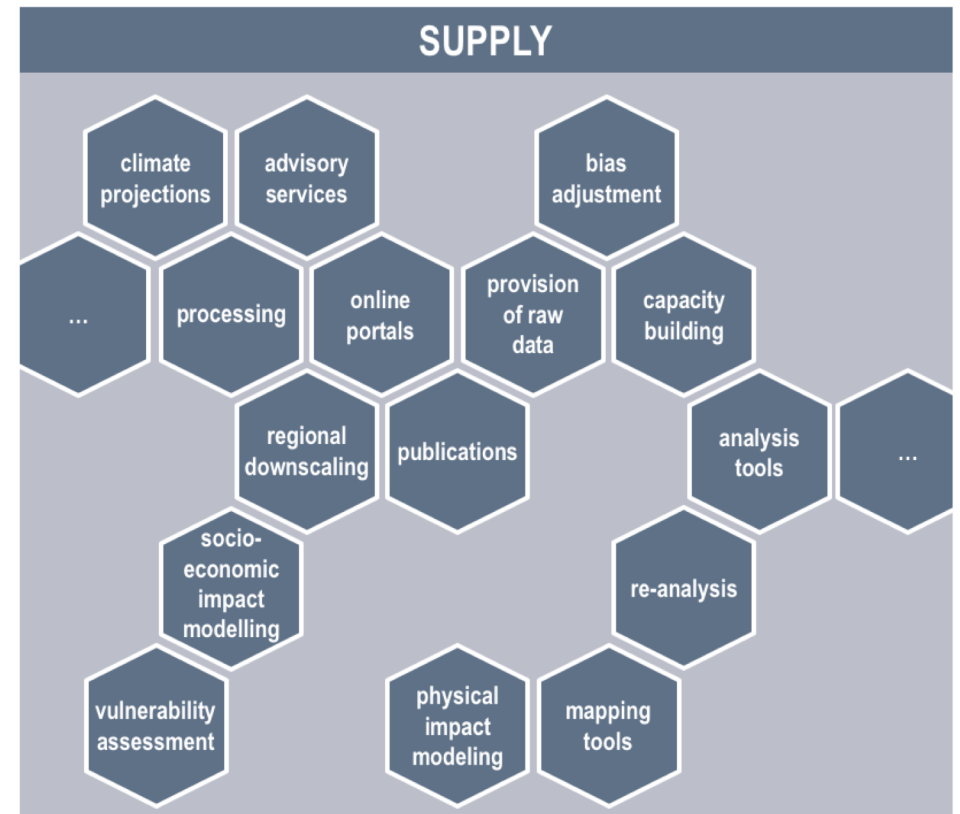 SUPPLY
climate
projections
advisory
services
bias
adjustment
...
processing
online
portals
provision
of raw
data
capacity
building
regional
downscaling
publications
analysis
tools
...
socio-
economic
impact
modelling
re-analysis
vulnerability
assessment
physical
impact
modeling
mapping
tools